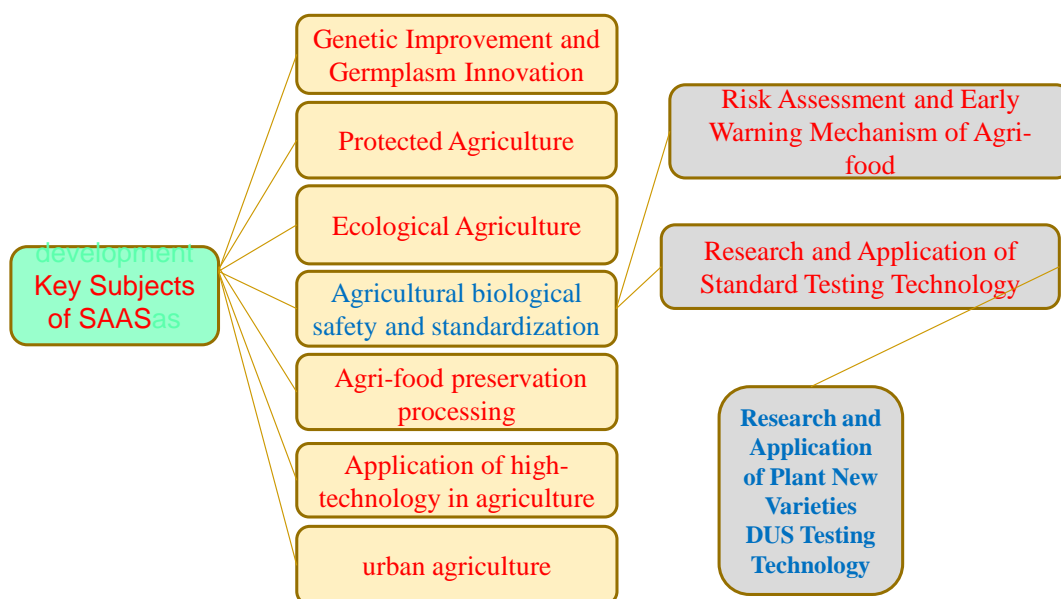 Genetic Improvement and
Germplasm Innovation
Protected Agriculture
Ecological Agriculture
development
Key Subjects
of SAAS as
Agricultural biological
safety and standardization
Agri-food preservation
processing
Application of high-
technology in agriculture
urban agriculture
Risk Assessment and Early
Warning Mechanism of Agri-
food
Research and Application of
Standard Testing Technology
Research and
Application
of Plant New
Varieties
DUS Testing
Technology